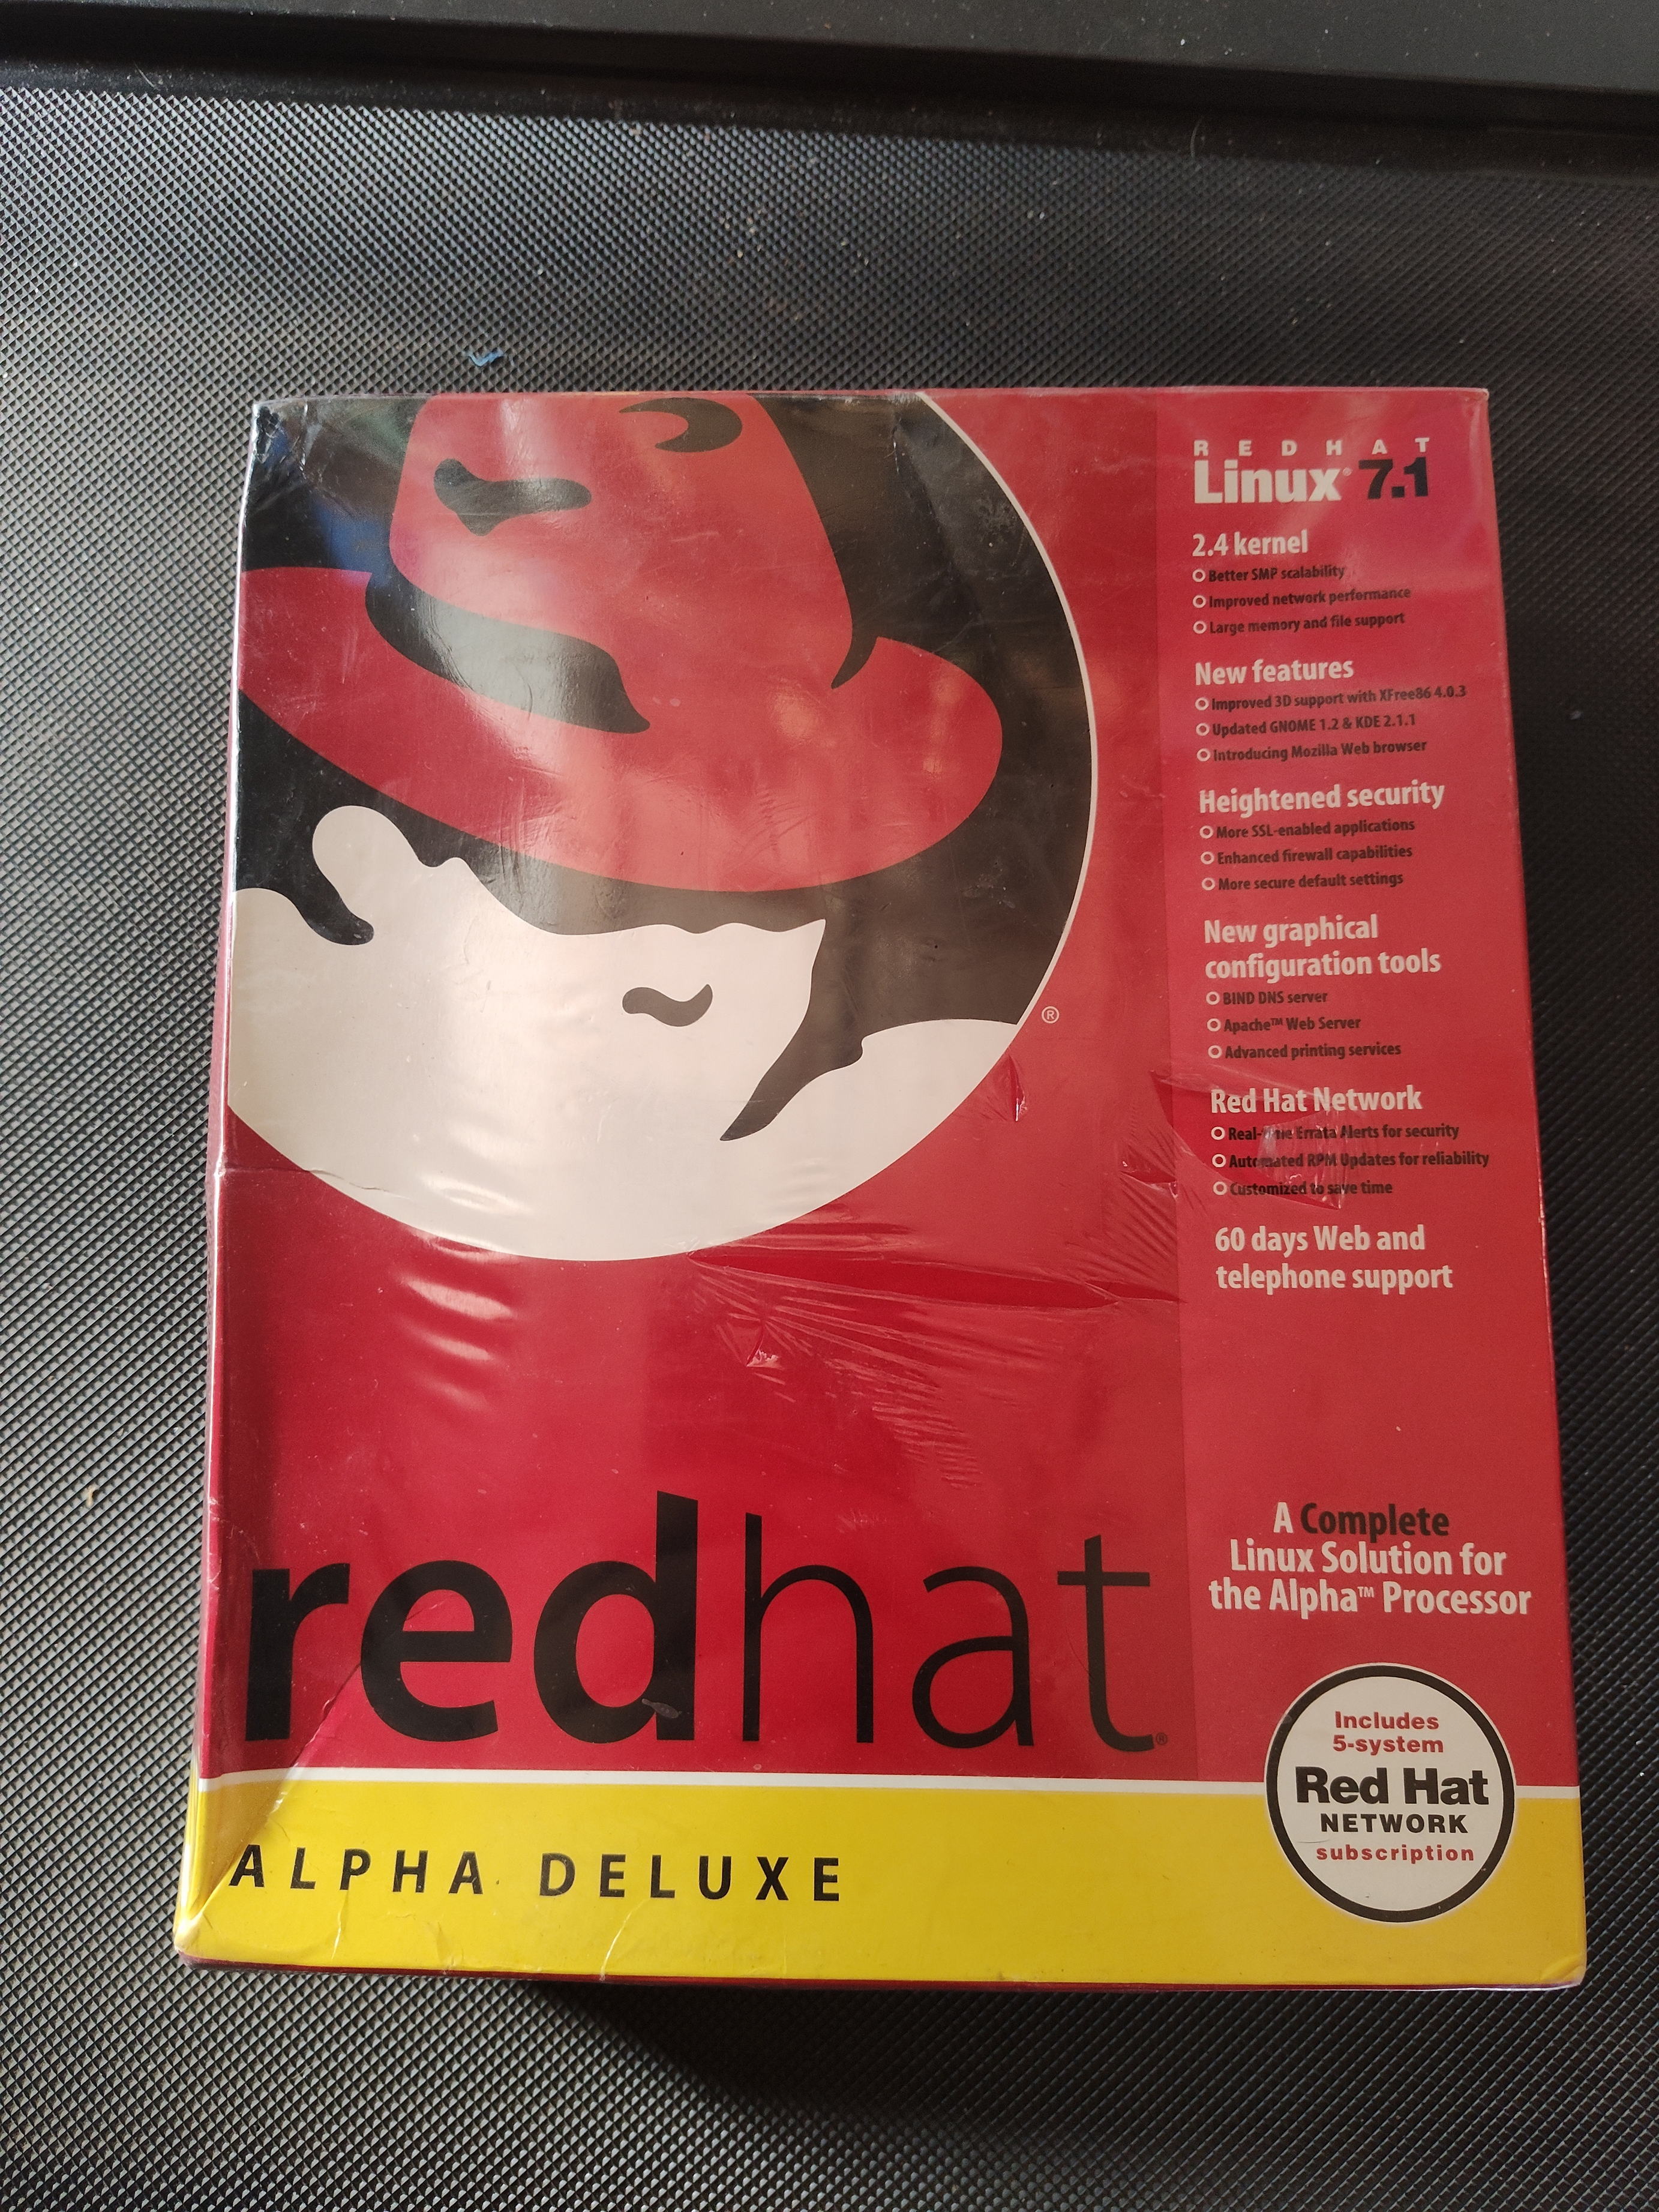 REDHAT
Linux® 7.1
2.4 kernel
Better SMP scalability
Improved network performance
Large memory and file support
New features
Improved 3D support with XFree86 4.0.3
Updated GNOME 1.2 & KDE 2.1.1
Introducing Mozilla Web browser
Heightened security
More SSL-enabled applications
Enhanced firewall capabilities
More secure default settings
New graphical
configuration tools
BIND DNS server
Apache™ Web Server
Advanced printing services
Red Hat Network
Real-time Errata Alerts for security
Automated RPM Updates for reliability
Customized to save time
60 days Web and
telephone support
®
redhat®
A Complete
Linux Solution for
the Alpha™ Processor
Includes
5-system
Red Hat
NETWORK
subscription
ALPHA DELUXE